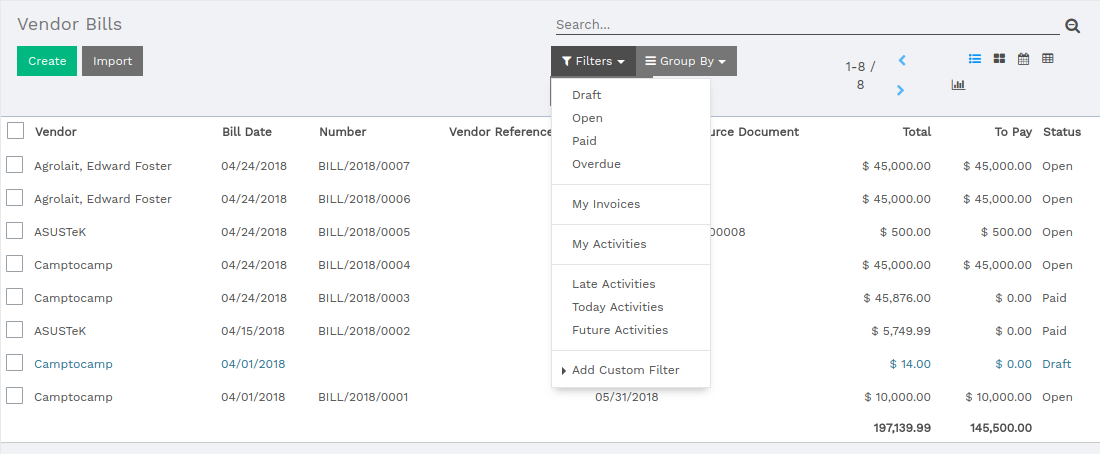 Vendor Bills
Search...
Create Import
Filters Group By
1-8 / 8
Draft
Open
Paid
Overdue
My Invoices
My Activities
Late Activities
Today Activities
Future Activities
Add Custom Filter
Vendor Bill Date Number Vendor Reference urce Document Total To Pay Status
Agrolait, Edward Foster 04/24/2018 BILL/2018/0007 $ 45,000.00 $ 45,000.00 Open
Agrolait, Edward Foster 04/24/2018 BILL/2018/0006 $ 45,000.00 $ 45,000.00 Open
ASUSTeK 04/24/2018 BILL/2018/0005 00008 $ 500.00 $ 500.00 Open
Camptocamp 04/24/2018 BILL/2018/0004 $ 45,000.00 $ 45,000.00 Open
Camptocamp 04/24/2018 BILL/2018/0003 $ 45,876.00 $ 0.00 Paid
ASUSTeK 04/15/2018 BILL/2018/0002 $ 5,749.99 $ 0.00 Paid
Camptocamp 04/01/2018 $ 14.00 $ 0.00 Draft
Camptocamp 04/01/2018 BILL/2018/0001 05/31/2018 $ 10,000.00 $ 10,000.00 Open
197,139.99 145,500.00